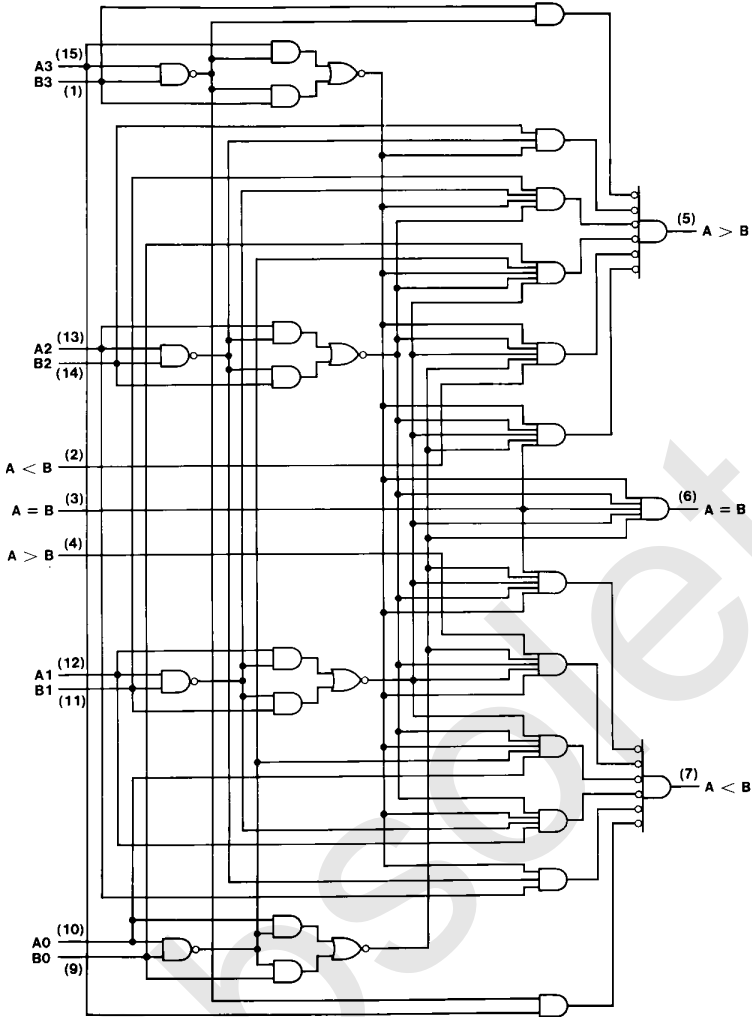 (15)
A3
B3
(1)
(5)
A > B
(13)
A2
B2
(14)
(2)
A < B
(3)
A = B
(6)
A = B
(4)
A > B
(12)
A1
B1
(11)
(7)
A < B
(10)
A0
B0
(9)